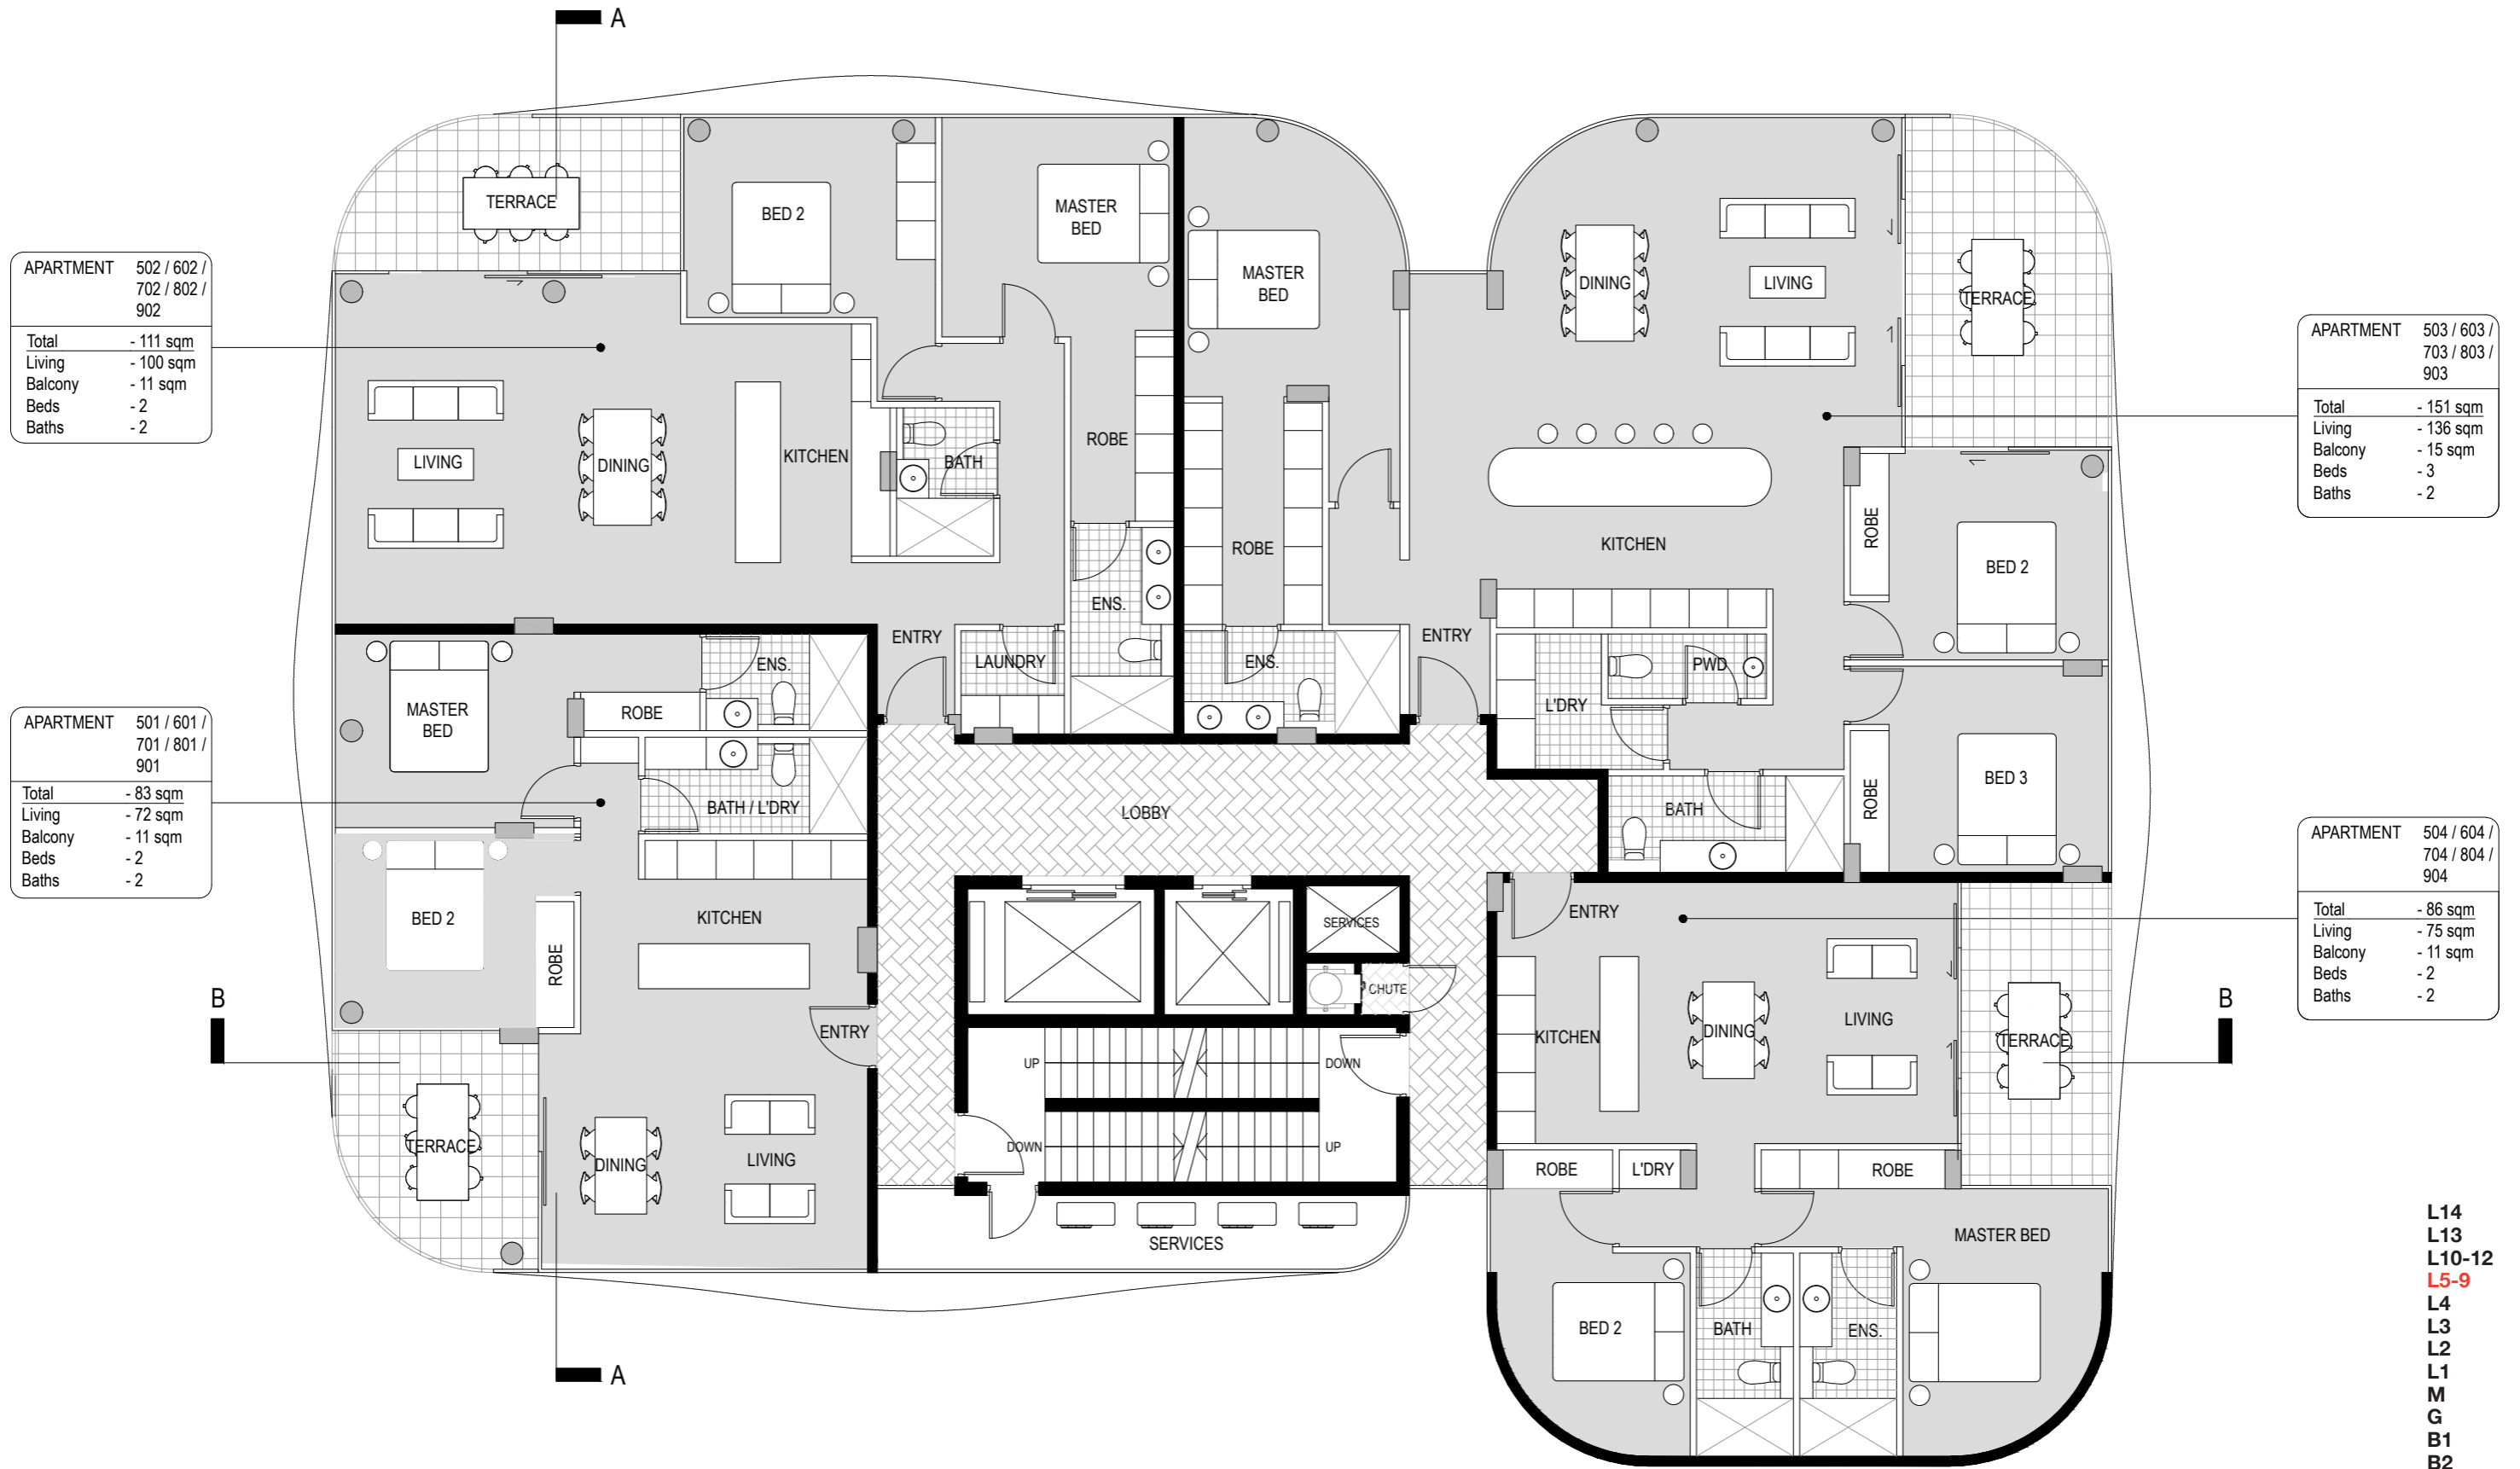 A
TERRACE
BED 2
MASTER
BED
MASTER
BED
DINING
LIVING
TERRACE
APARTMENT 502 / 602 /
702 / 802 /
902
Total - 111 sqm
Living - 100 sqm
Balcony - 11 sqm
Beds - 2
Baths - 2
APARTMENT 503 / 603 /
703 / 803 /
903
Total - 151 sqm
Living - 136 sqm
Balcony - 15 sqm
Beds - 3
Baths - 2
LIVING
DINING
KITCHEN
BATH
ROBE
ROBE
KITCHEN
ROBE
BED 2
ENS.
ENTRY
LAUNDRY
ENS.
ENTRY
PWD
L'DRY
ENS.
MASTER
BED
ROBE
APARTMENT 501 / 601 /
701 / 801 /
901
Total - 83 sqm
Living - 72 sqm
Balcony - 11 sqm
Beds - 2
Baths - 2
BATH / L'DRY
LOBBY
BATH
ROBE
BED 3
APARTMENT 504 / 604 /
704 / 804 /
904
Total - 86 sqm
Living - 75 sqm
Balcony - 11 sqm
Beds - 2
Baths - 2
BED 2
ROBE
KITCHEN
SERVICES
CHUTE
ENTRY
B
ENTRY
UP
DOWN
DOWN
UP
KITCHEN
DINING
LIVING
TERRACE
B
TERRACE
DINING
LIVING
ROBE
L'DRY
ROBE
SERVICES
MASTER BED
BED 2
BATH
ENS.
A
L14
L13
L10-12
L5-9
L4
L3
L2
L1
M
G
B1
B2